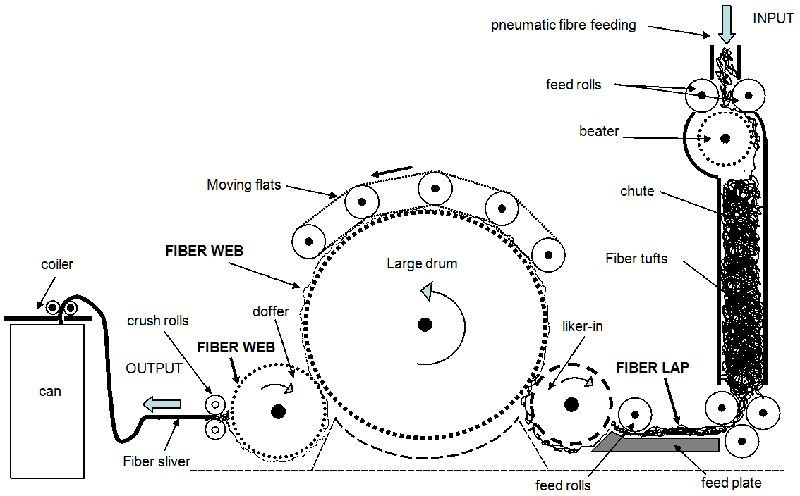 INPUT
pneumatic fibre feeding
feed rolls
beater
Moving flats
chute
FIBER WEB
Large drum
Fiber tufts
coiler
doffer
crush rolls
liker-in
FIBER WEB
OUTPUT
FIBER LAP
can
Fiber sliver
feed rolls
feed plate